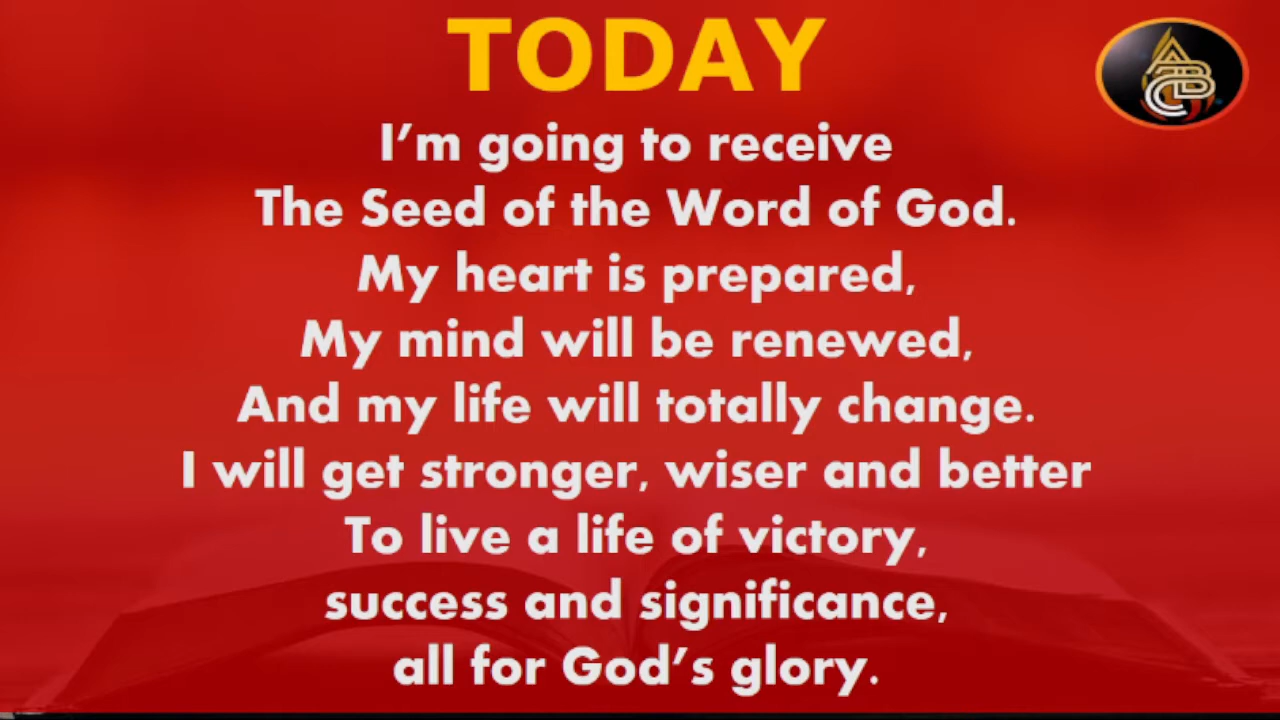 TODAY
I’m going to receive
The Seed of the Word of God.
My heart is prepared,
My mind will be renewed,
And my life will totally change.
I will get stronger, wiser and better
To live a life of victory,
success and significance,
all for God’s glory.